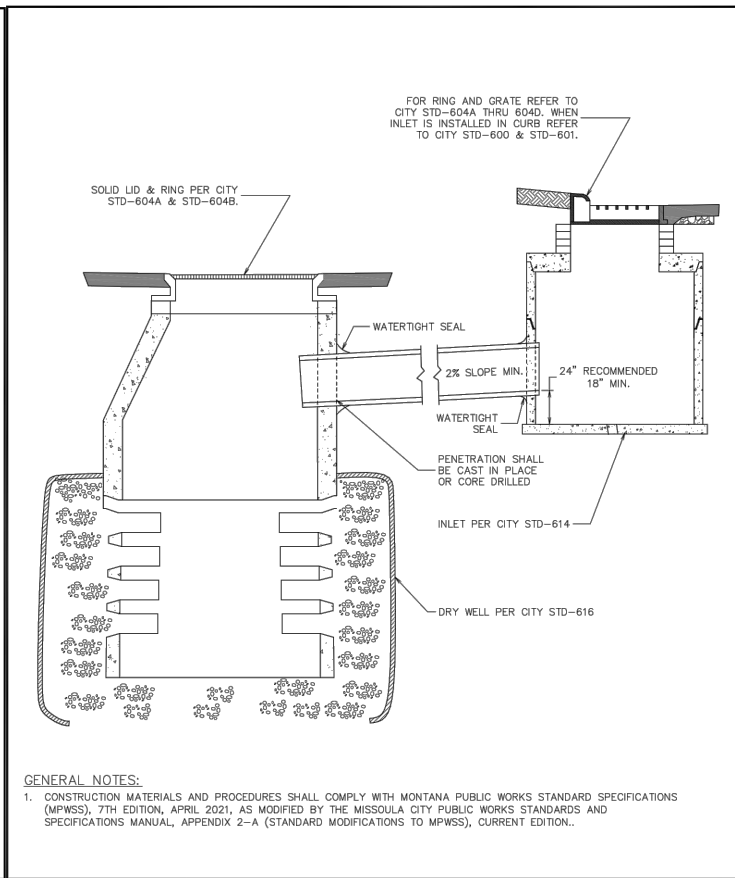 FOR RING AND GRATE REFER TO
CITY STD-604A THRU 604D. WHEN
INLET IS INSTALLED IN CURB REFER
TO CITY STD-600 & STD-601.
SOLID LID & RING PER CITY
STD-604A & STD-604B.
WATERTIGHT SEAL
2% SLOPE MIN.
24" RECOMMENDED
18" MIN.
WATERTIGHT
SEAL
PENETRATION SHALL
BE CAST IN PLACE
OR CORE DRILLED
INLET PER CITY STD-614
DRY WELL PER CITY STD-616
GENERAL NOTES:
1. CONSTRUCTION MATERIALS AND PROCEDURES SHALL COMPLY WITH MONTANA PUBLIC WORKS STANDARD SPECIFICATIONS
(MPWSS), 7TH EDITION, APRIL 2021, AS MODIFIED BY THE MISSOULA CITY PUBLIC WORKS STANDARDS AND
SPECIFICATIONS MANUAL, APPENDIX 2-A (STANDARD MODIFICATIONS TO MPWSS), CURRENT EDITION..